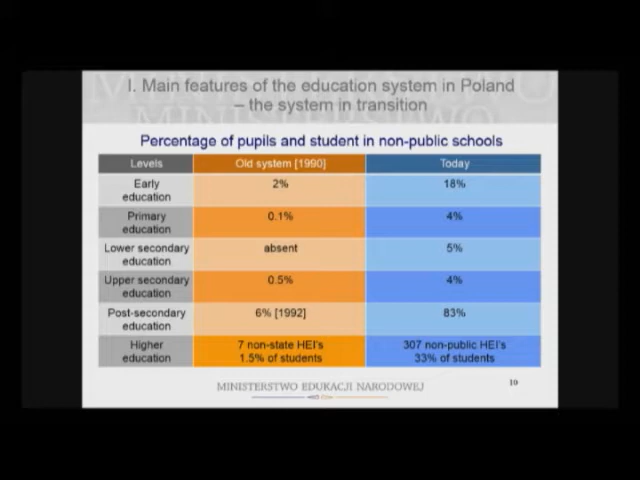 I. Main features of the education system in Poland
– the system in transition
Percentage of pupils and student in non-public schools
Levels Old system [1990] Today
Early education 2% 18%
Primary education 0.1% 4%
Lower secondary education absent 5%
Upper secondary education 0.5% 4%
Post-secondary education 6% [1992] 83%
Higher education 7 non-state HEI's 1.5% of students 307 non-public HEI's 33% of students
MINISTERSTWO EDUKACJI NARODOWEJ
19